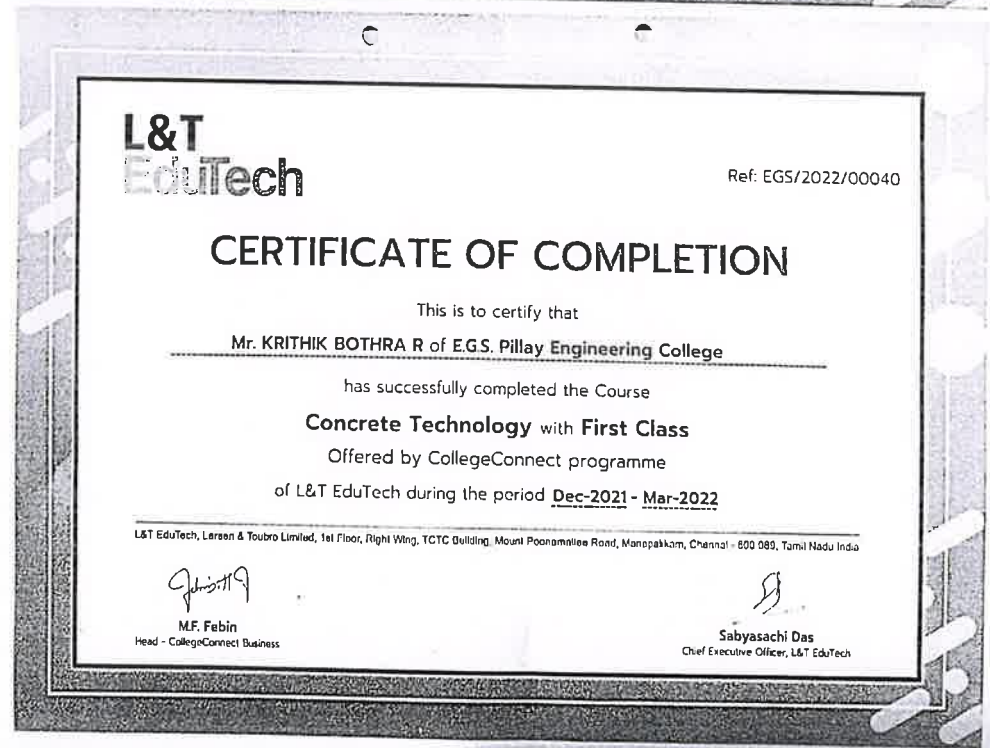 L&T
EduTech
Ref: EGS/2022/00040
CERTIFICATE OF COMPLETION
This is to certify that
Mr. KRITHIK BOTHRA R of E.G.S. Pillay Engineering College
has successfully completed the Course
Concrete Technology with First Class
Offered by CollegeConnect programme
of L&T EduTech during the period Dec-2021 - Mar-2022
L&T EduTech, Larsen & Toubro Limited, 1st Floor, Right Wing, TCTC Building, Mount Poonamallee Road, Manapakkam, Chennai - 600 089, Tamil Nadu India
M.F. Febin
Head - CollegeConnect Business
Sabyasachi Das
Chief Executive Officer, L&T EduTech